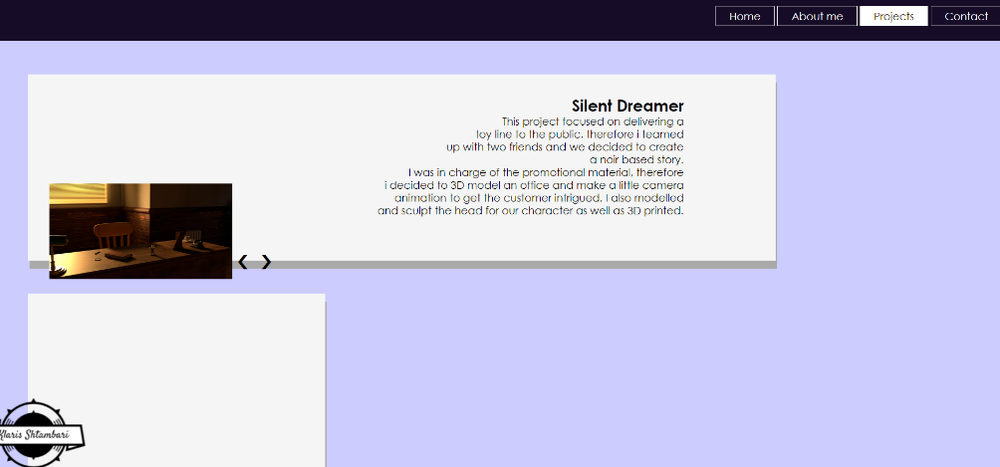 Home About me Projects Contact
Silent Dreamer
This project focused on delivering a
toy line to the public. therefore i teamed
up with two friends and we decided to create
a noir based story.
I was in charge of the promotional material, therefore
i decided to 3D model an office and make a little camera
animation to get the customer intrigued. I also modelled
and sculpt the head for our character as well as 3D printed.
Klaris Shtambari